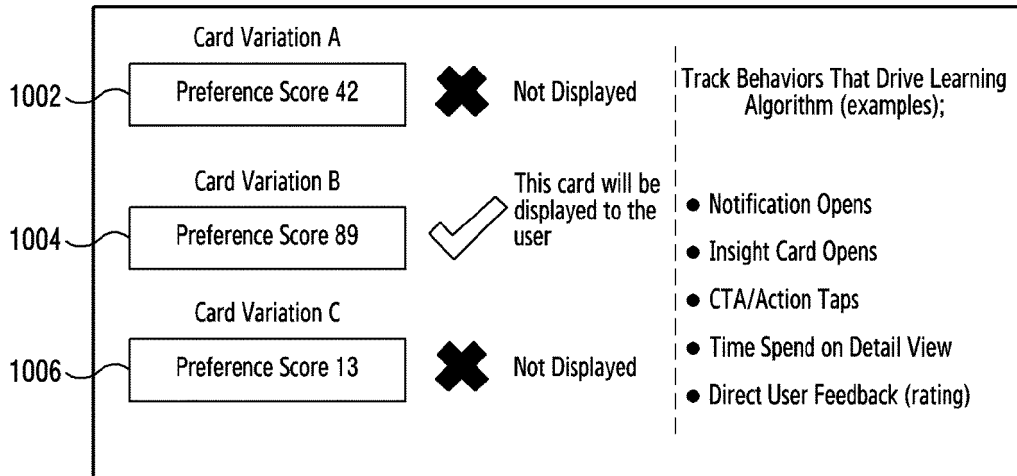 Card Variation A
1002
Preference Score 42
Not Displayed
Card Variation B
1004
Preference Score 89
This card will be
displayed to the
user
Card Variation C
1006
Preference Score 13
Not Displayed
Track Behaviors That Drive Learning
Algorithm (examples);
● Notification Opens
● Insight Card Opens
● CTA/Action Taps
● Time Spend on Detail View
● Direct User Feedback (rating)